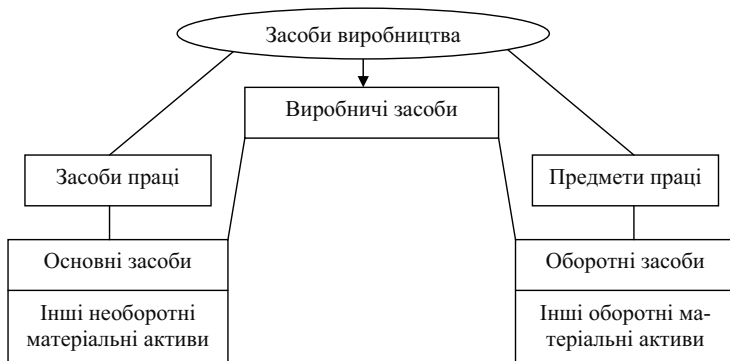 Засоби виробництва
Виробничі засоби
Засоби праці
Предмети праці
Основні засоби
Оборотні засоби
Інші необоротні
матеріальні активи
Інші оборотні ма-
теріальні активи